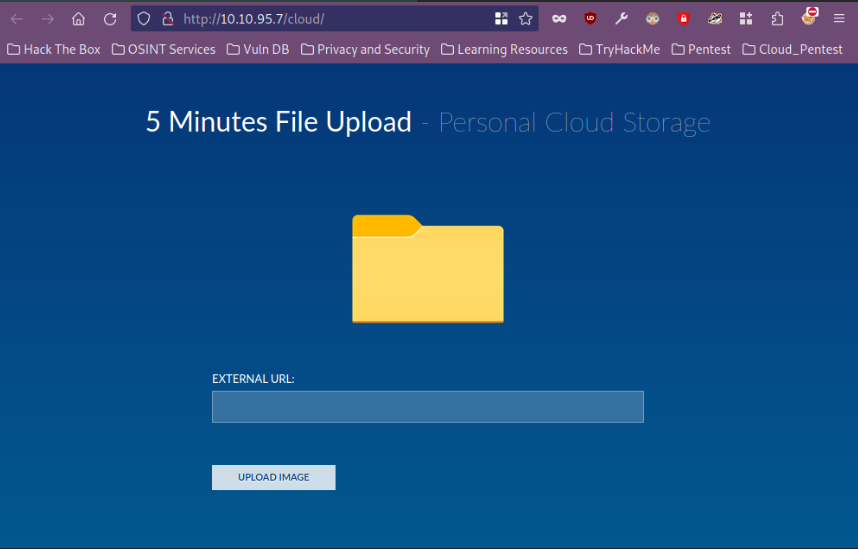 http://10.10.95.7/cloud/
Hack The Box OSINT Services Vuln DB Privacy and Security Learning Resources TryHackMe Pentest Cloud_Pentest
5 Minutes File Upload - Personal Cloud Storage
EXTERNAL URL:
UPLOAD IMAGE